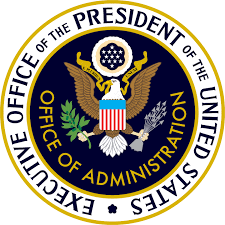 EXECUTIVE OFFICE OF THE PRESIDENT OF THE UNITED STATES
OFFICE OF ADMINISTRATION